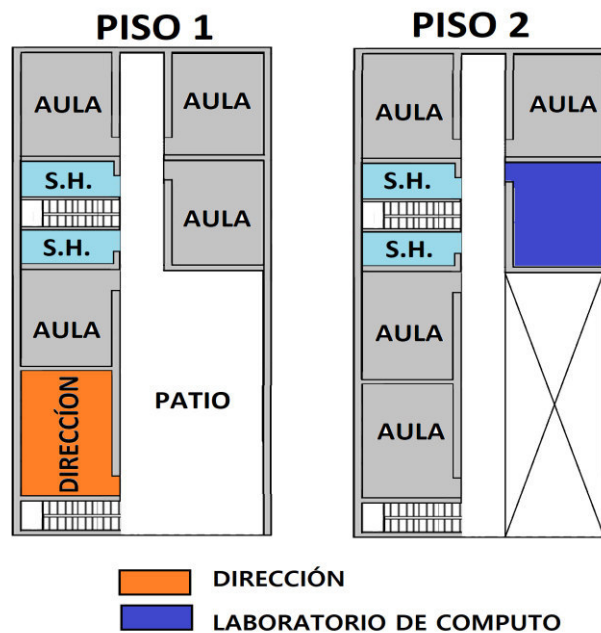 PISO 1
AULA
AULA
S.H.
AULA
S.H.
AULA
DIRECCÍON
PATIO
PISO 2
AULA
AULA
S.H.
S.H.
AULA
AULA
DIRECCIÓN
LABORATORIO DE COMPUTO